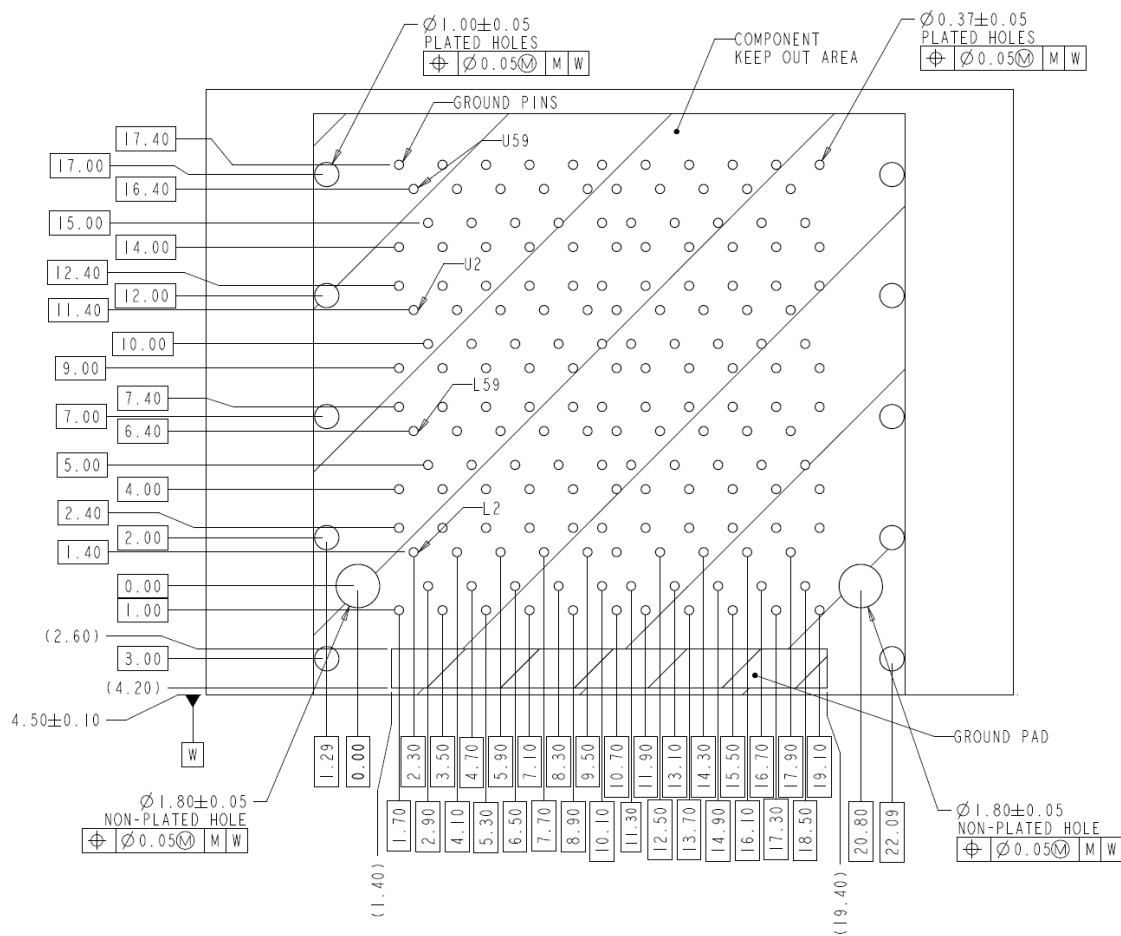 Ø1.00±0.05
PLATED HOLES
⌖ Ø0.05Ⓜ M W
COMPONENT
KEEP OUT AREA
Ø0.37±0.05
PLATED HOLES
⌖ Ø0.05Ⓜ M W
GROUND PINS
U59
17.40
17.00
16.40
15.00
14.00
12.40
12.00
11.40
U2
10.00
9.00
7.40
7.00
6.40
L59
5.00
4.00
2.40
2.00
1.40
L2
0.00
1.00
(2.60)
3.00
(4.20)
4.50±0.10
W
GROUND PAD
1.29
0.00
2.30
3.50
4.70
5.90
7.10
8.30
9.50
10.70
11.90
13.10
14.30
15.50
16.70
17.90
19.10
1.70
2.90
4.10
5.30
6.50
7.70
8.90
10.10
11.30
12.50
13.70
14.90
16.10
17.30
18.50
20.80
22.09
(1.40)
(19.40)
Ø1.80±0.05
NON-PLATED HOLE
⌖ Ø0.05Ⓜ M W
Ø1.80±0.05
NON-PLATED HOLE
⌖ Ø0.05Ⓜ M W